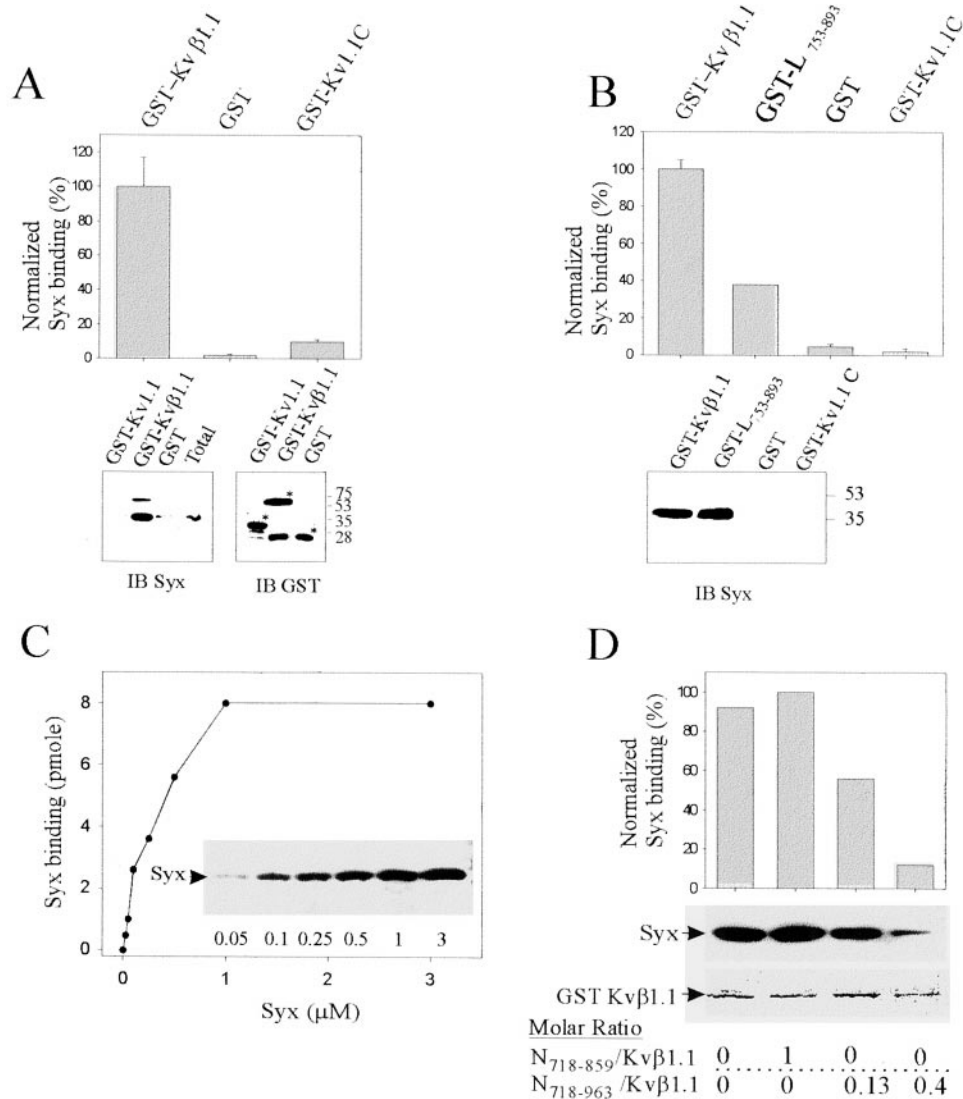 A
GST–Kv β1.1
GST
GST-Kv1.1C
Normalized
Syx binding (%)
120
100
80
60
40
20
0
GST-Kv1.1
GST-Kvβ1.1
GST
Total
IB Syx
GST-Kv1.1
GST-Kvβ1.1
GST
*
*
*
75
53
35
28
IB GST
B
GST-Kvβ1.1
GST-L 753-893
GST
GST-Kv1.1C
Normalized
Syx binding (%)
120
100
80
60
40
20
0
GST-Kvβ1.1
GST-L753-893
GST
GST-Kv1.1 C
53
35
IB Syx
C
Syx binding (pmole)
8
6
4
2
0
Syx
0.05 0.1 0.25 0.5 1 3
0 1 2 3
Syx (µM)
D
Normalized
Syx binding (%)
100
80
60
40
20
0
Syx
GST Kvβ1.1
Molar Ratio
N718-859/Kvβ1.1 0 1 0 0
N718-963/Kvβ1.1 0 0 0.13 0.4